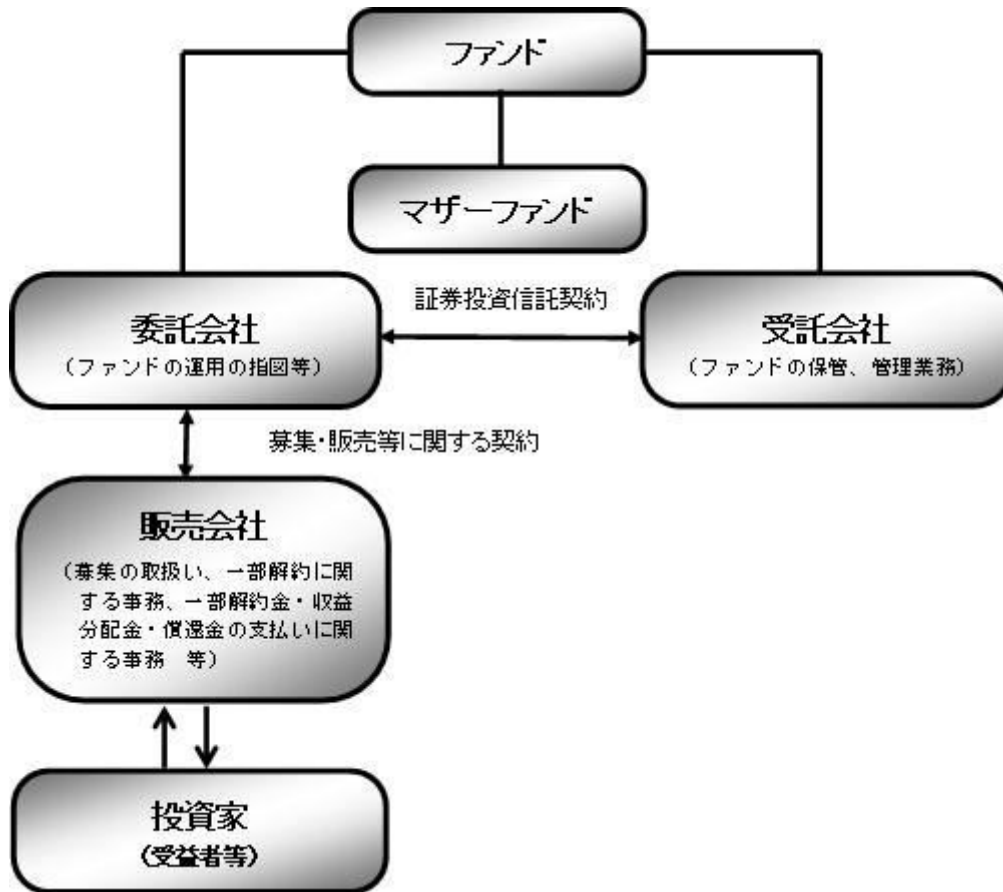 ファンド
マザーファンド
証券投資信託契約
委託会社
（ファンドの運用の指図等）
受託会社
（ファンドの保管、管理業務）
募集・販売等に関する契約
販売会社
（募集の取扱い、一部解約に関
する事務、一部解約金・収益
分配金・償還金の支払いに関
する事務　等）
投資家
（受益者等）